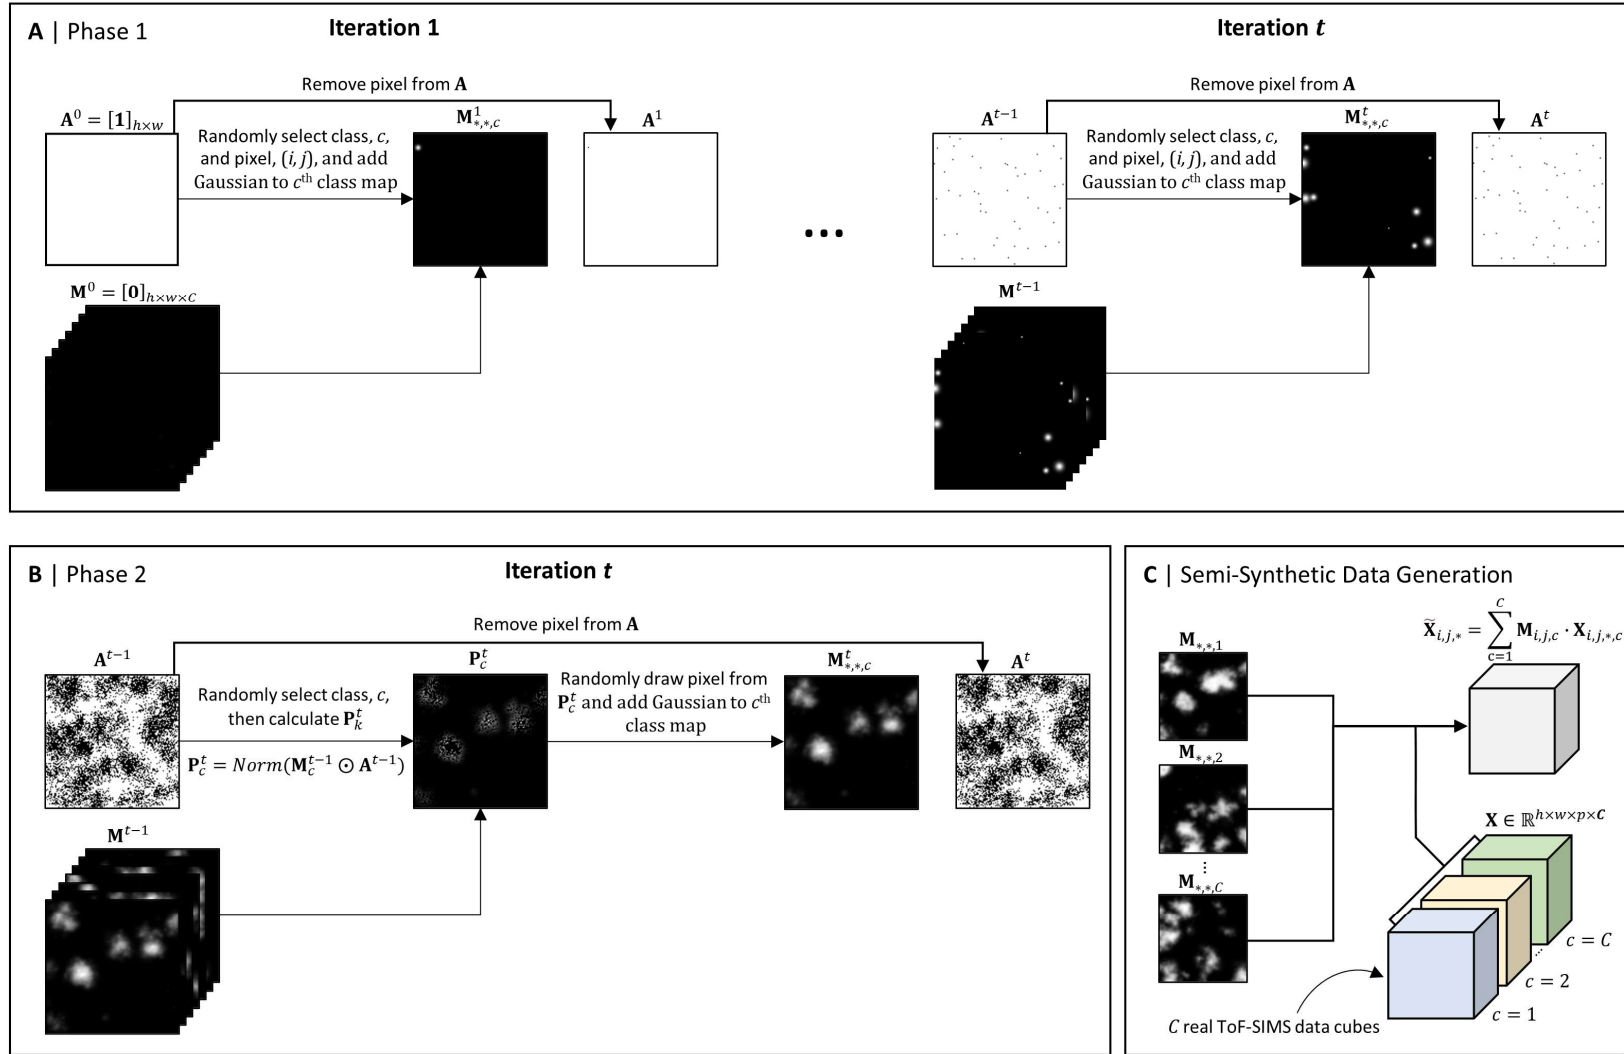 A | Phase 1
Iteration 1
Iteration t
Remove pixel from A
A⁰ = [1]ₕₓw
Randomly select class, c,
and pixel, (i, j), and add
Gaussian to cᵗʰ class map
M¹*,*,c
A¹
M⁰ = [0]h×w×C
...
Remove pixel from A
Aᵗ⁻¹
Randomly select class, c,
and pixel, (i, j), and add
Gaussian to cᵗʰ class map
Mᵗ*,*,c
Aᵗ
Mᵗ⁻¹
B | Phase 2
Iteration t
Remove pixel from A
Aᵗ⁻¹
Randomly select class, c,
then calculate Pᵗk
Pᵗc = Norm(Mᵗ⁻¹c ⊙ Aᵗ⁻¹)
Pᵗc
Randomly draw pixel from
Pᵗc and add Gaussian to cᵗʰ
class map
Mᵗ*,*,c
Aᵗ
Mᵗ⁻¹
C | Semi-Synthetic Data Generation
X̃i,j,* = ∑ᶜc=1 Mi,j,c · Xi,j,*,c
M*,*,1
M*,*,2
⋮
M*,*,C
X ∈ ℝʰˣʷˣᵖˣᶜ
c = C
...
c = 2
c = 1
C real ToF-SIMS data cubes